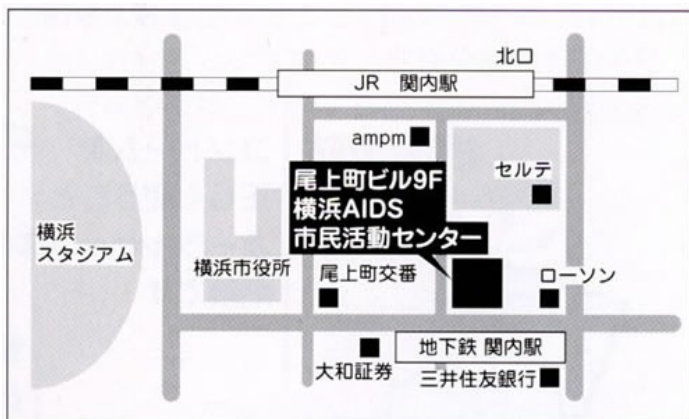 北口
JR 関内駅
ampm
セルテ
尾上町ビル9F
横浜AIDS
市民活動センター
横浜
スタジアム
横浜市役所
尾上町交番
ローソン
地下鉄 関内駅
大和証券
三井住友銀行